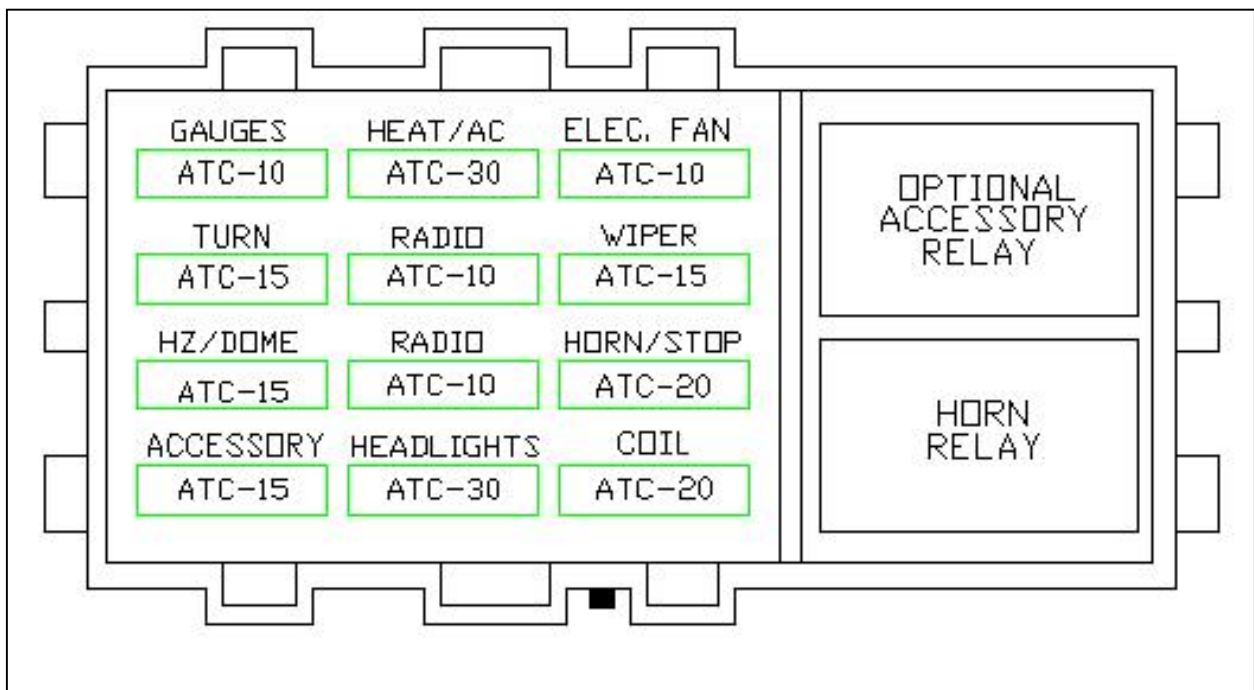 GAUGES HEAT/AC ELEC. FAN
ATC-10 ATC-30 ATC-10
TURN RADIO WIPER
ATC-15 ATC-10 ATC-15
HZ/DOME RADIO HORN/STOP
ATC-15 ATC-10 ATC-20
ACCESSORY HEADLIGHTS COIL
ATC-15 ATC-30 ATC-20
OPTIONAL
ACCESSORY
RELAY
HORN
RELAY